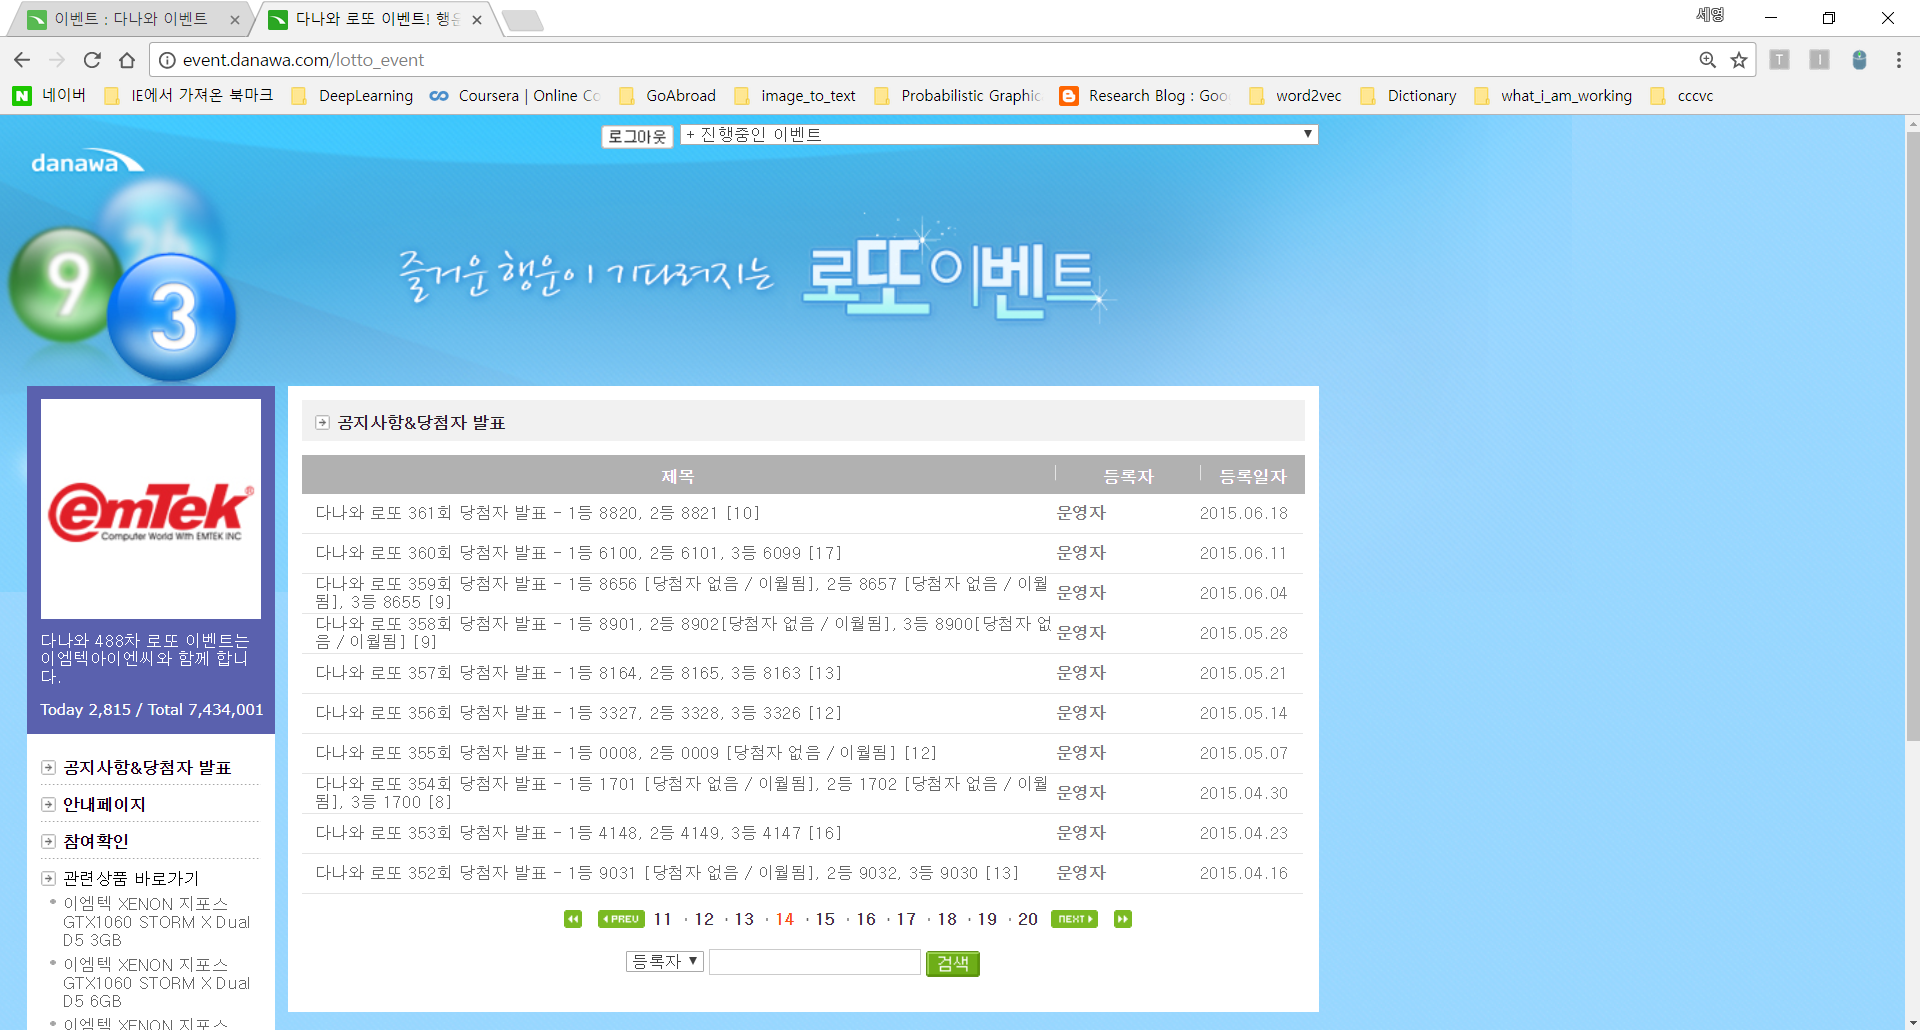 이벤트 : 다나와 이벤트
다나와 로또 이벤트! 행운
세영
event.danawa.com/lotto_event
네이버
IE에서 가져온 북마크
DeepLearning
Coursera | Online Co
GoAbroad
image_to_text
Probabilistic Graphic
Research Blog : Goo
word2vec
Dictionary
what_i_am_working
cccvc
로그아웃
+ 진행중인 이벤트
danawa
26
9
3
즐거운 행운이 기다려지는 로또이벤트
emTek®
Computer World With EMTEK INC
다나와 488차 로또 이벤트는
이엠텍아이엔씨와 함께 합니
다.
Today 2,815 / Total 7,434,001
공지사항&당첨자 발표
안내페이지
참여확인
관련상품 바로가기
이엠텍 XENON 지포스
GTX1060 STORM X Dual
D5 3GB
이엠텍 XENON 지포스
GTX1060 STORM X Dual
D5 6GB
이엠텍 XENON 지포스
공지사항&당첨자 발표
제목 등록자 등록일자
다나와 로또 361회 당첨자 발표 - 1등 8820, 2등 8821 [10] 운영자 2015.06.18
다나와 로또 360회 당첨자 발표 - 1등 6100, 2등 6101, 3등 6099 [17] 운영자 2015.06.11
다나와 로또 359회 당첨자 발표 - 1등 8656 [당첨자 없음 / 이월됨], 2등 8657 [당첨자 없음 / 이월
됨], 3등 8655 [9] 운영자 2015.06.04
다나와 로또 358회 당첨자 발표 - 1등 8901, 2등 8902[당첨자 없음 / 이월됨], 3등 8900[당첨자 없
음 / 이월됨] [9] 운영자 2015.05.28
다나와 로또 357회 당첨자 발표 - 1등 8164, 2등 8165, 3등 8163 [13] 운영자 2015.05.21
다나와 로또 356회 당첨자 발표 - 1등 3327, 2등 3328, 3등 3326 [12] 운영자 2015.05.14
다나와 로또 355회 당첨자 발표 - 1등 0008, 2등 0009 [당첨자 없음 / 이월됨] [12] 운영자 2015.05.07
다나와 로또 354회 당첨자 발표 - 1등 1701 [당첨자 없음 / 이월됨], 2등 1702 [당첨자 없음 / 이월
됨], 3등 1700 [8] 운영자 2015.04.30
다나와 로또 353회 당첨자 발표 - 1등 4148, 2등 4149, 3등 4147 [16] 운영자 2015.04.23
다나와 로또 352회 당첨자 발표 - 1등 9031 [당첨자 없음 / 이월됨], 2등 9032, 3등 9030 [13] 운영자 2015.04.16
PREV 11 · 12 · 13 · 14 · 15 · 16 · 17 · 18 · 19 · 20 NEXT
등록자 검색